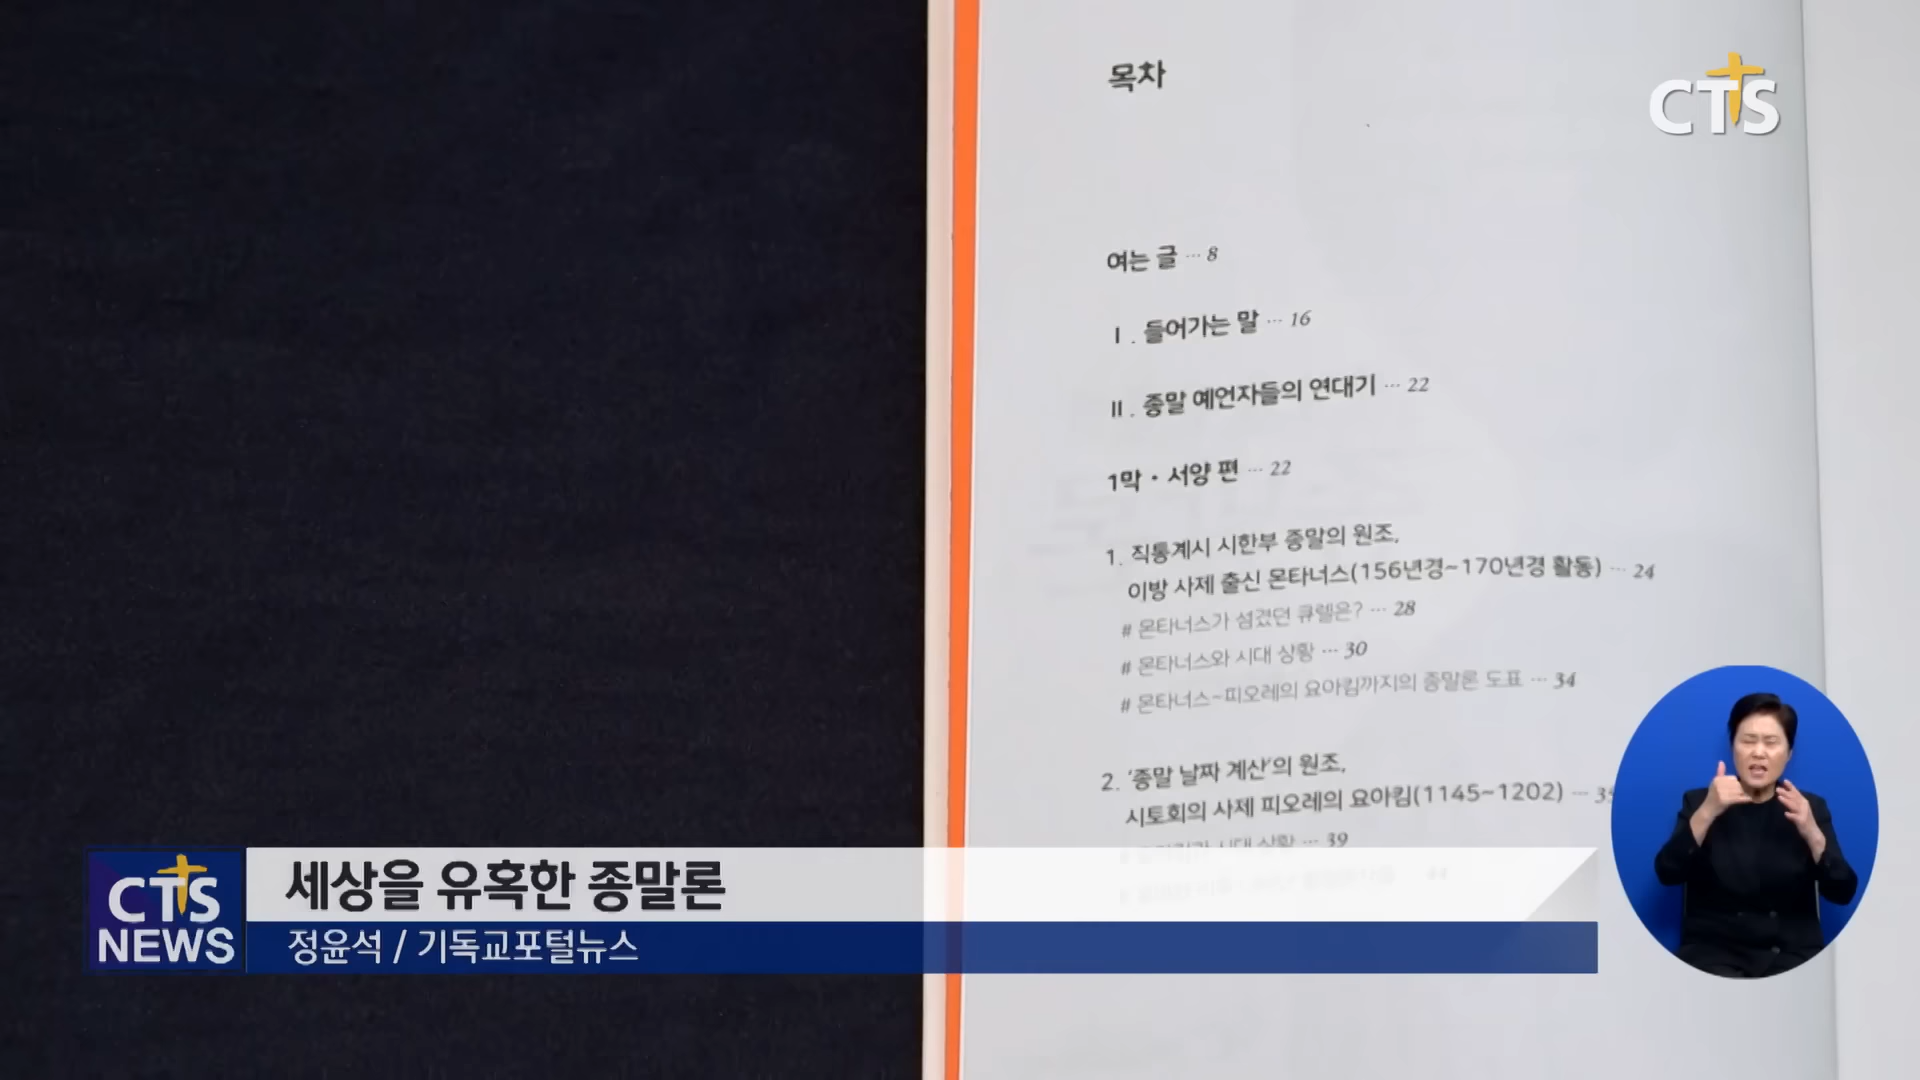 목차
CTS
여는 글 ··· 8
Ⅰ. 들어가는 말 ··· 16
Ⅱ. 종말 예언자들의 연대기 ··· 22
1막 · 서양 편 ··· 22
1. 직통계시 시한부 종말의 원조,
이방 사제 출신 몬타너스(156년경~170년경 활동) ··· 24
# 몬타너스가 섬겼던 큐렐은? ··· 28
# 몬타너스와 시대 상황 ··· 30
# 몬타너스~피오레의 요아킴까지의 종말론 도표 ··· 34
2. ‘종말 날짜 계산’의 원조,
시토회의 사제 피오레의 요아킴(1145~1202) ···
시대 상황 ··· 39
CTS NEWS
세상을 유혹한 종말론
정윤석 / 기독교포털뉴스